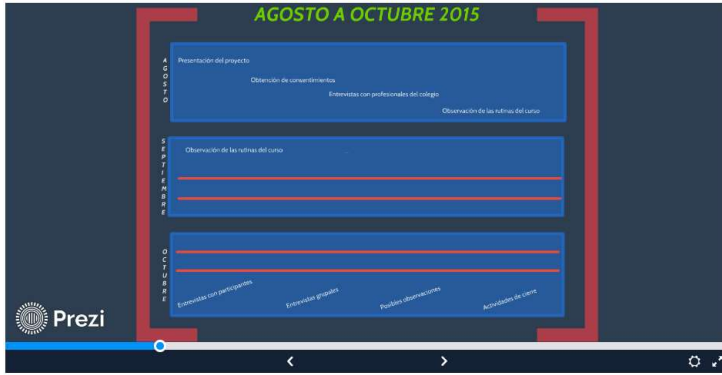 AGOSTO A OCTUBRE 2015
AGOSTO
Presentación del proyecto
Obtención de consentimientos
Entrevistas con profesionales del colegio
Observación de las rutinas del curso
SEPTIEMBRE
Observación de las rutinas del curso
OCTUBRE
Entrevistas con participantes
Entrevistas grupales
Posibles observaciones
Actividades de cierre
Prezi